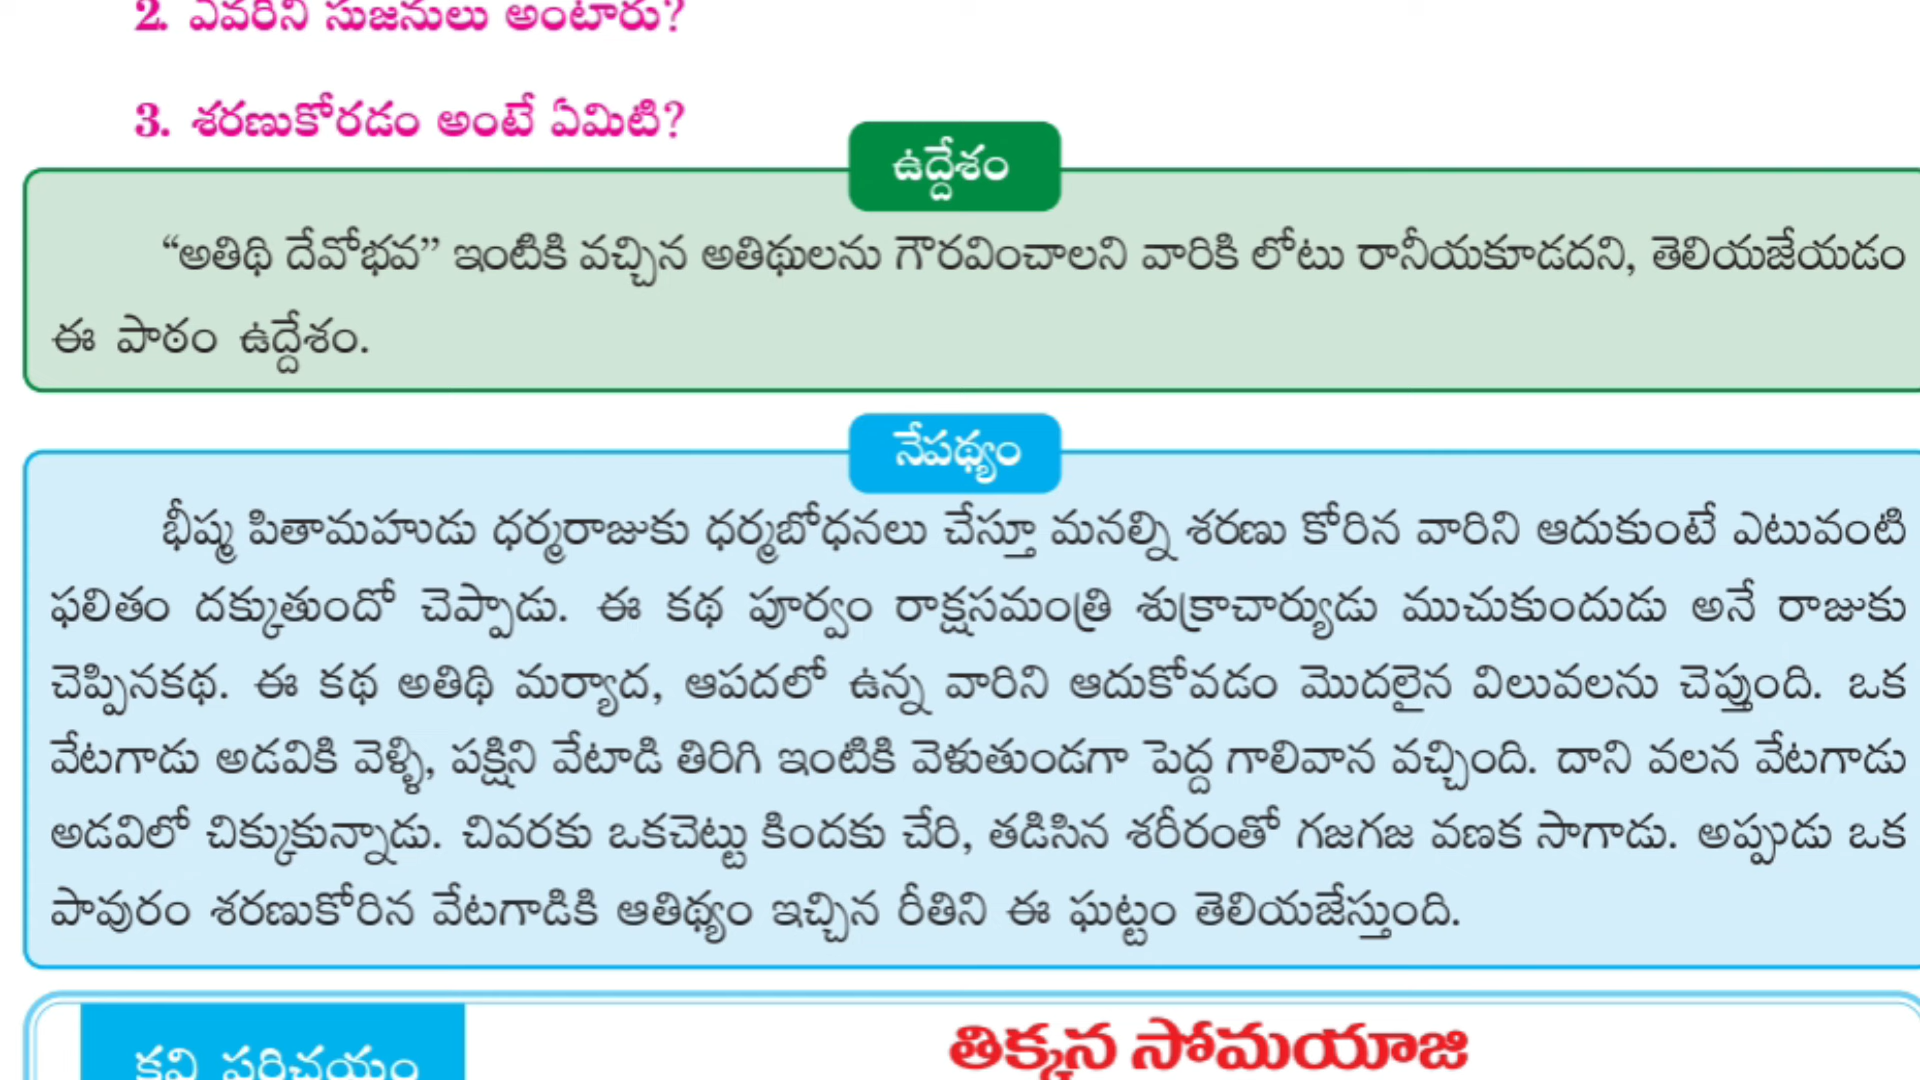 2. ఎవరిని సుజనులు అంటారు?
3. శరణుకోరడం అంటే ఏమిటి?
ఉద్దేశం
“అతిథి దేవోభవ” ఇంటికి వచ్చిన అతిథులను గౌరవించాలని వారికి లోటు రానీయకూడదని, తెలియజేయడం
ఈ పాఠం ఉద్దేశం.
నేపథ్యం
భీష్మ పితామహుడు ధర్మరాజుకు ధర్మబోధనలు చేస్తూ మనల్ని శరణు కోరిన వారిని ఆదుకుంటే ఎటువంటి
ఫలితం దక్కుతుందో చెప్పాడు. ఈ కథ పూర్వం రాక్షసమంత్రి శుక్రాచార్యుడు ముచుకుందుడు అనే రాజుకు
చెప్పినకథ. ఈ కథ అతిథి మర్యాద, ఆపదలో ఉన్న వారిని ఆదుకోవడం మొదలైన విలువలను చెప్తుంది. ఒక
వేటగాడు అడవికి వెళ్ళి, పక్షిని వేటాడి తిరిగి ఇంటికి వెళుతుండగా పెద్ద గాలివాన వచ్చింది. దాని వలన వేటగాడు
అడవిలో చిక్కుకున్నాడు. చివరకు ఒకచెట్టు కిందకు చేరి, తడిసిన శరీరంతో గజగజ వణక సాగాడు. అప్పుడు ఒక
పావురం శరణుకోరిన వేటగాడికి ఆతిథ్యం ఇచ్చిన రీతిని ఈ ఘట్టం తెలియజేస్తుంది.
కవి పరిచయం
తిక్కన సోమయాజి